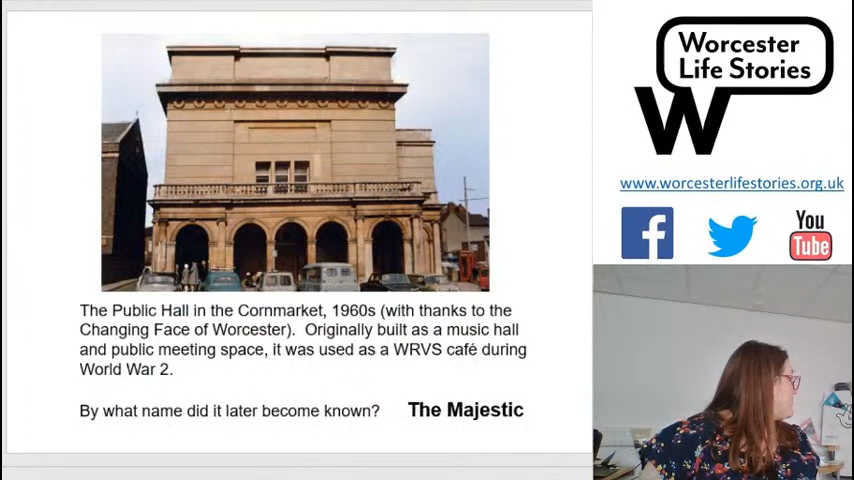 The Public Hall in the Cornmarket, 1960s (with thanks to the
Changing Face of Worcester).  Originally built as a music hall
and public meeting space, it was used as a WRVS café during
World War 2.
By what name did it later become known?
The Majestic
Worcester
Life Stories
W
www.worcesterlifestories.org.uk
You
Tube